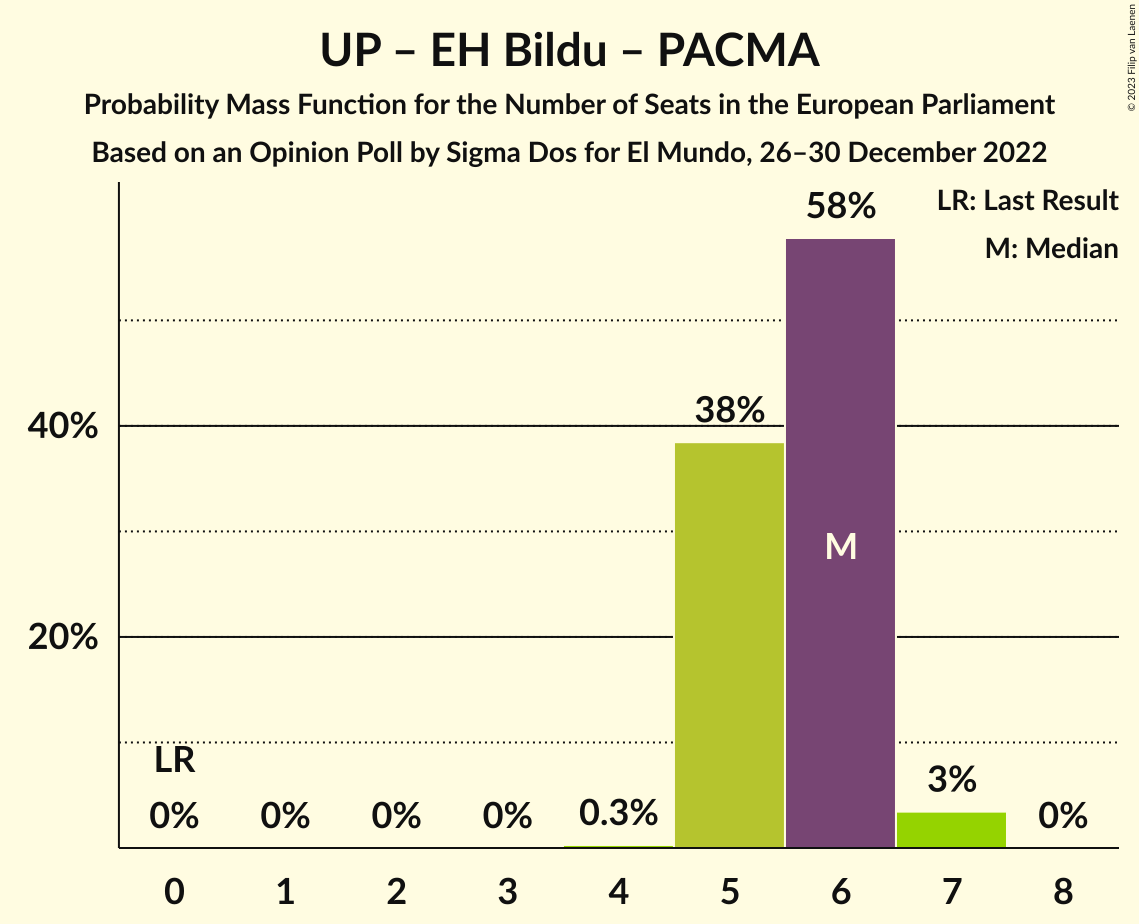 UP – EH Bildu – PACMA
Probability Mass Function for the Number of Seats in the European Parliament
Based on an Opinion Poll by Sigma Dos for El Mundo, 26–30 December 2022
© 2023 Filip van Laenen
LR: Last Result
M: Median
58%
38%
40%
M
20%
LR
0%
0%
0%
0%
0.3%
3%
0%
0 1 2 3 4 5 6 7 8